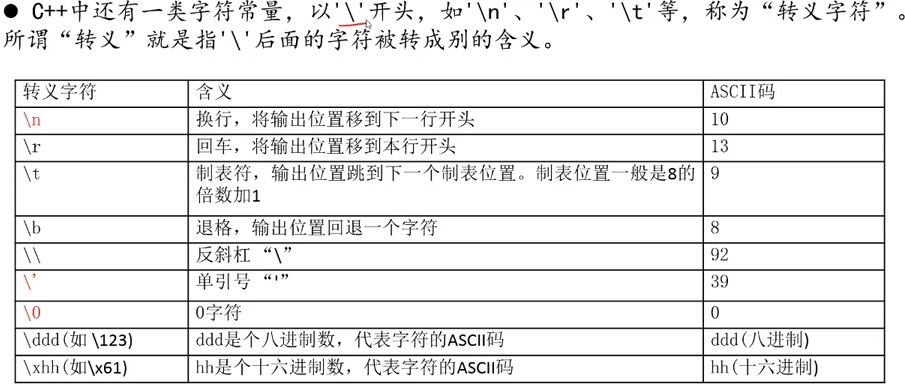 ● C++中还有一类字符常量，以'\'开头，如'\n'、'\r'、'\t'等，称为“转义字符”。
所谓“转义”就是指'\'后面的字符被转成别的含义。
转义字符 含义 ASCII码
\n 换行，将输出位置移到下一行开头 10
\r 回车，将输出位置移到本行开头 13
\t 制表符，输出位置跳到下一个制表位置。制表位置一般是8的 9
倍数加1
\b 退格，输出位置回退一个字符 8
\\ 反斜杠 “\” 92
\' 单引号 “'” 39
\0 0字符 0
\ddd(如 \123) ddd是个八进制数，代表字符的ASCII码 ddd(八进制)
\xhh(如\x61) hh是个十六进制数，代表字符的ASCII码 hh(十六进制)